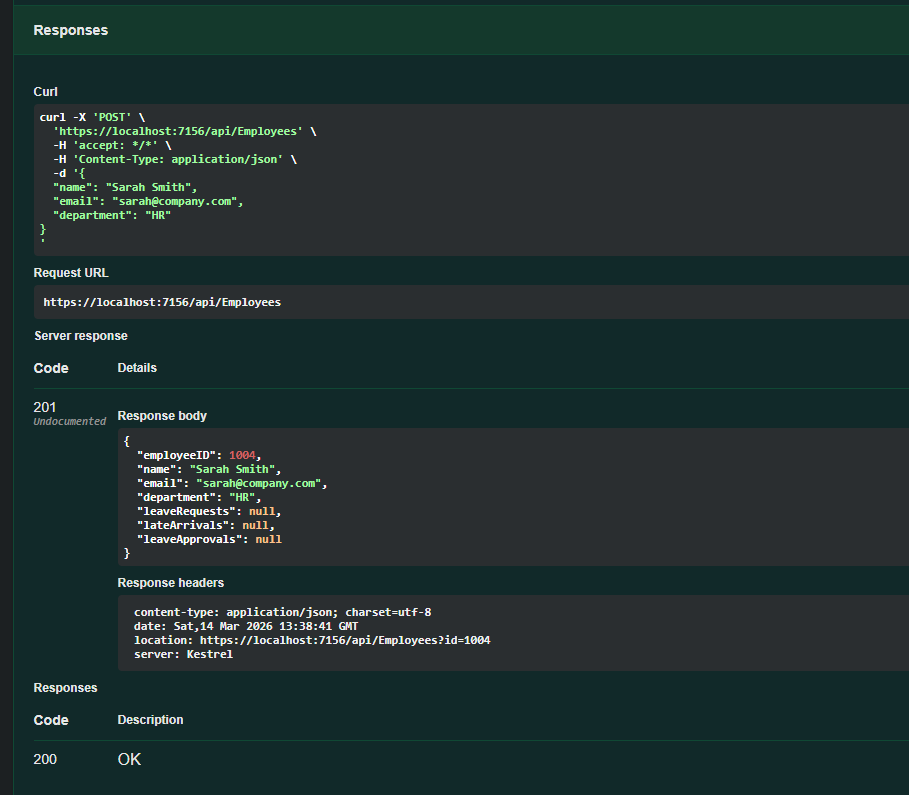 Responses
Curl
curl -X 'POST' \
  'https://localhost:7156/api/Employees' \
  -H 'accept: */*' \
  -H 'Content-Type: application/json' \
  -d '{
  "name": "Sarah Smith",
  "email": "sarah@company.com",
  "department": "HR"
}
'
Request URL
https://localhost:7156/api/Employees
Server response
Code Details
201
Undocumented
Response body
{
  "employeeID": 1004,
  "name": "Sarah Smith",
  "email": "sarah@company.com",
  "department": "HR",
  "leaveRequests": null,
  "lateArrivals": null,
  "leaveApprovals": null
}
Response headers
content-type: application/json; charset=utf-8
date: Sat,14 Mar 2026 13:38:41 GMT
location: https://localhost:7156/api/Employees?id=1004
server: Kestrel
Responses
Code Description
200 OK